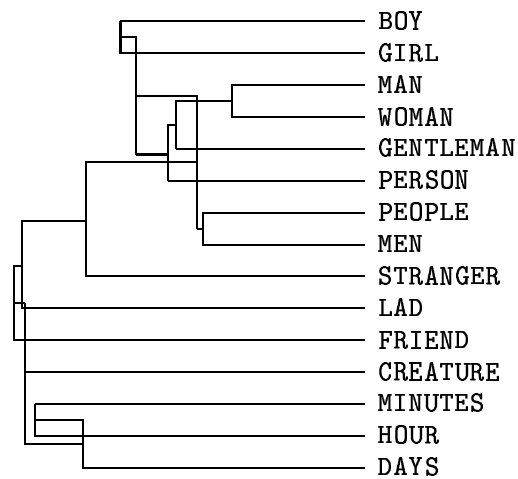 BOY
GIRL
MAN
WOMAN
GENTLEMAN
PERSON
PEOPLE
MEN
STRANGER
LAD
FRIEND
CREATURE
MINUTES
HOUR
DAYS